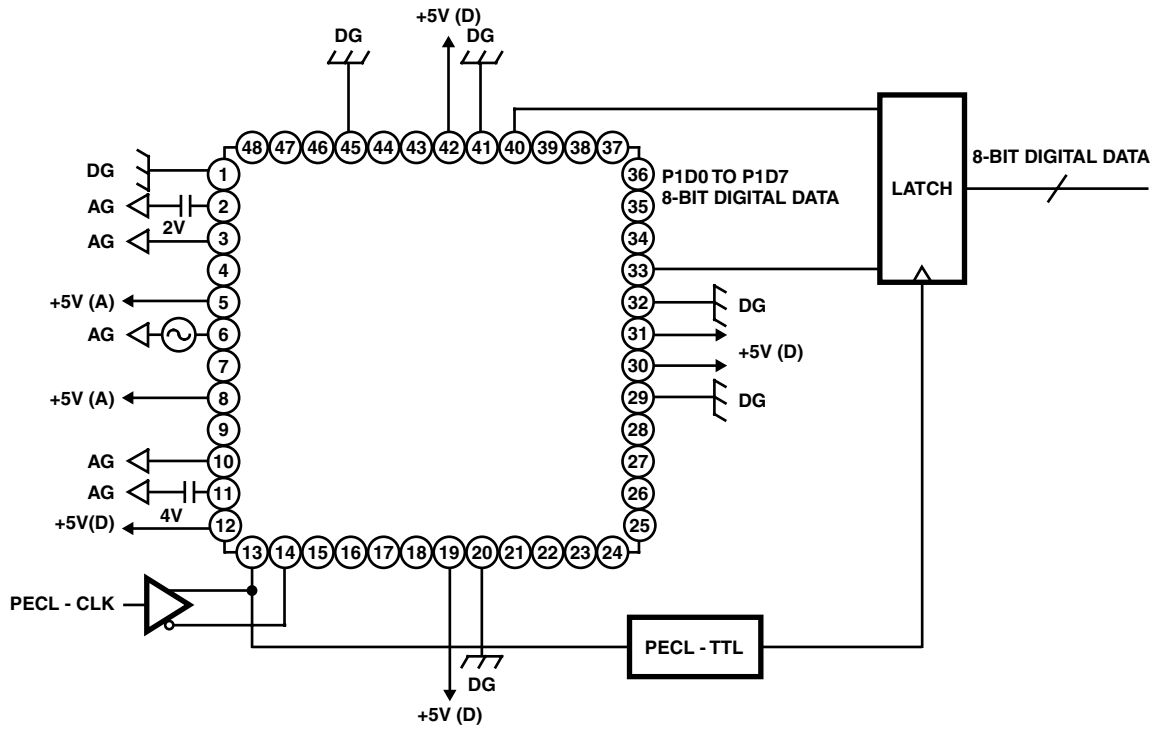 +5V (D)
DG
DG
48 47 46 45 44 43 42 41 40 39 38 37
DG
1
AG
2
2V
AG
3
4
+5V (A)
5
AG
6
7
+5V (A)
8
9
AG
10
AG
11
4V
+5V(D)
12
36
P1D0 TO P1D7
8-BIT DIGITAL DATA
35
34
33
32
DG
31
+5V (D)
30
29
DG
28
27
26
25
LATCH
8-BIT DIGITAL DATA
13 14 15 16 17 18 19 20 21 22 23 24
PECL - CLK
PECL - TTL
DG
+5V (D)